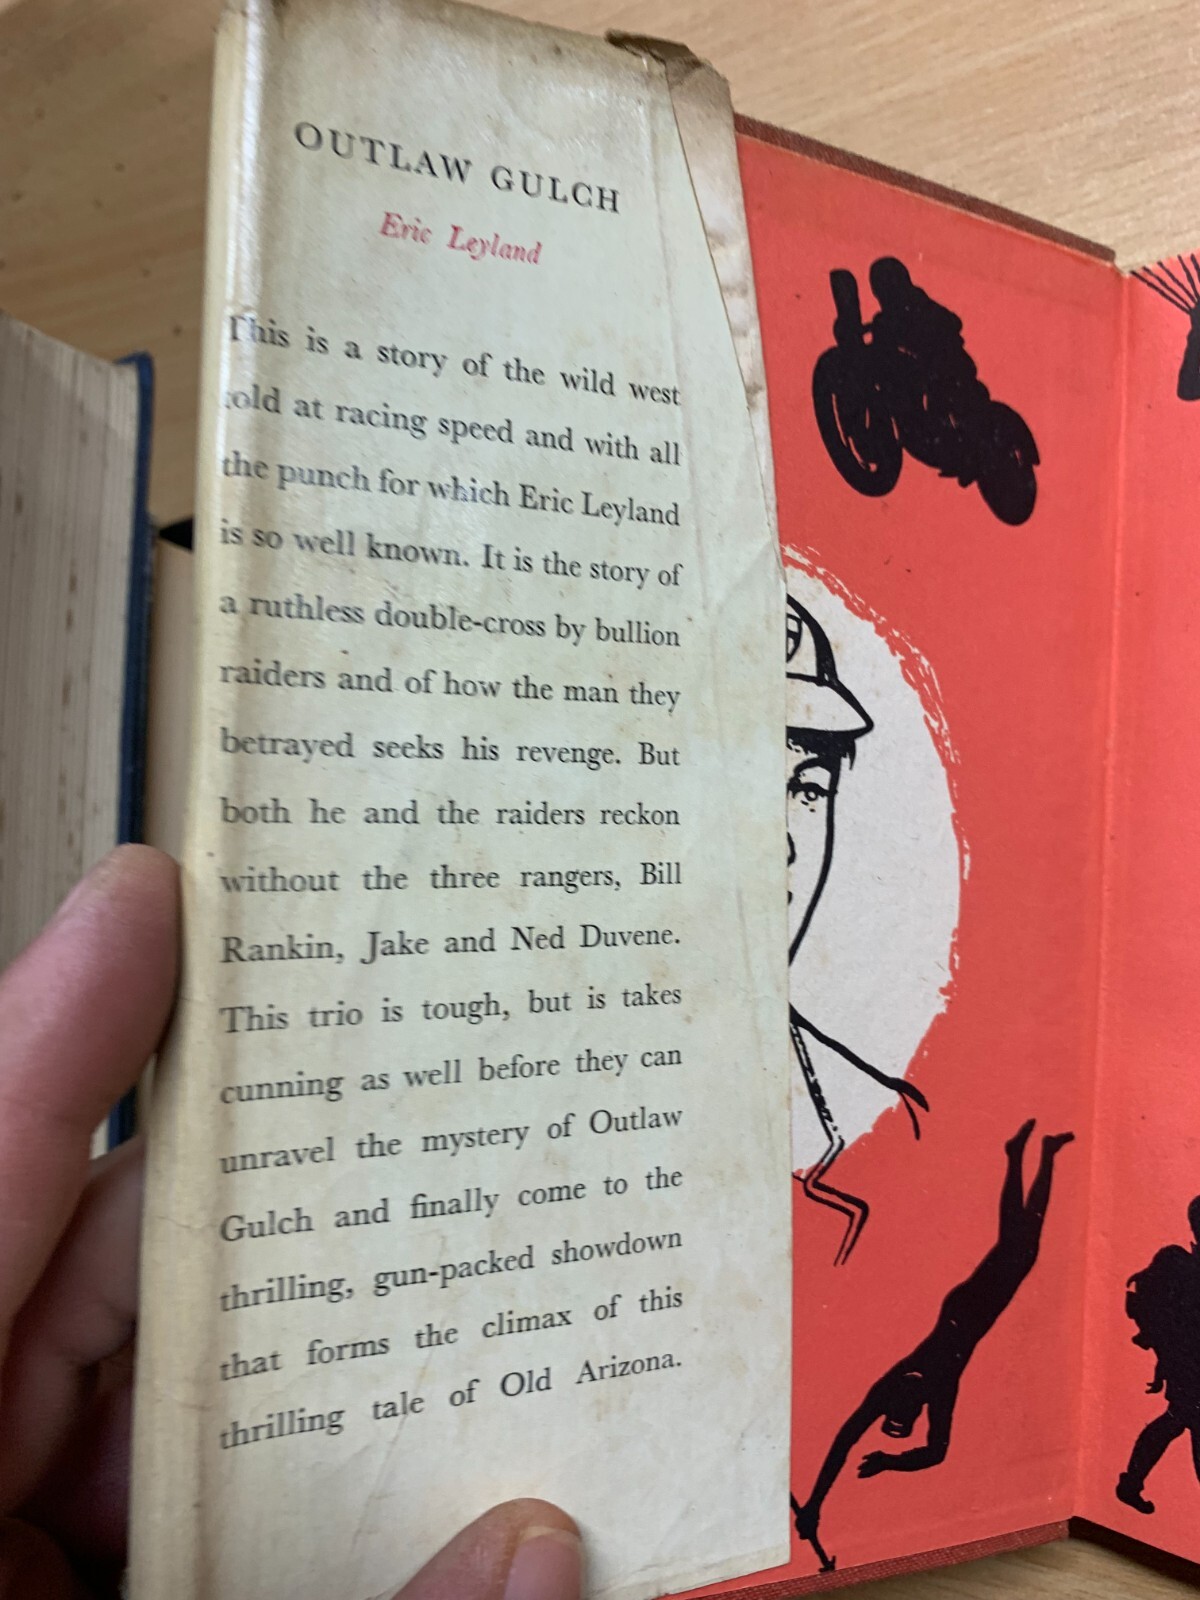 OUTLAW GULCH
Eric Leyland
This is a story of the wild west
told at racing speed and with all
the punch for which Eric Leyland
is so well known. It is the story of
a ruthless double-cross by bullion
raiders and of how the man they
betrayed seeks his revenge. But
both he and the raiders reckon
without the three rangers, Bill
Rankin, Jake and Ned Duvene.
This trio is tough, but is takes
cunning as well before they can
unravel the mystery of Outlaw
Gulch and finally come to the
thrilling, gun-packed showdown
that forms the climax of this
thrilling tale of Old Arizona.